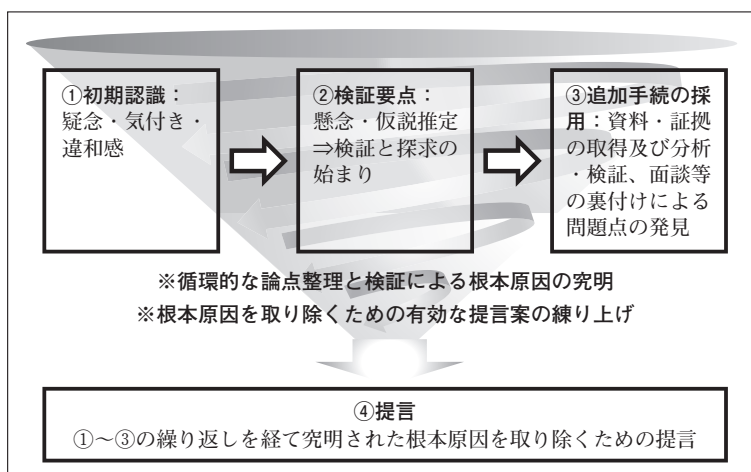 ①初期認識：
疑念・気付き・
違和感
②検証要点：
懸念・仮説推定
⇒検証と探求の
始まり
③追加手続の採
用：資料・証拠
の取得及び分析
・検証、面談等
の裏付けによる
問題点の発見
※循環的な論点整理と検証による根本原因の究明
※根本原因を取り除くための有効な提言案の練り上げ
④提言
①～③の繰り返しを経て究明された根本原因を取り除くための提言